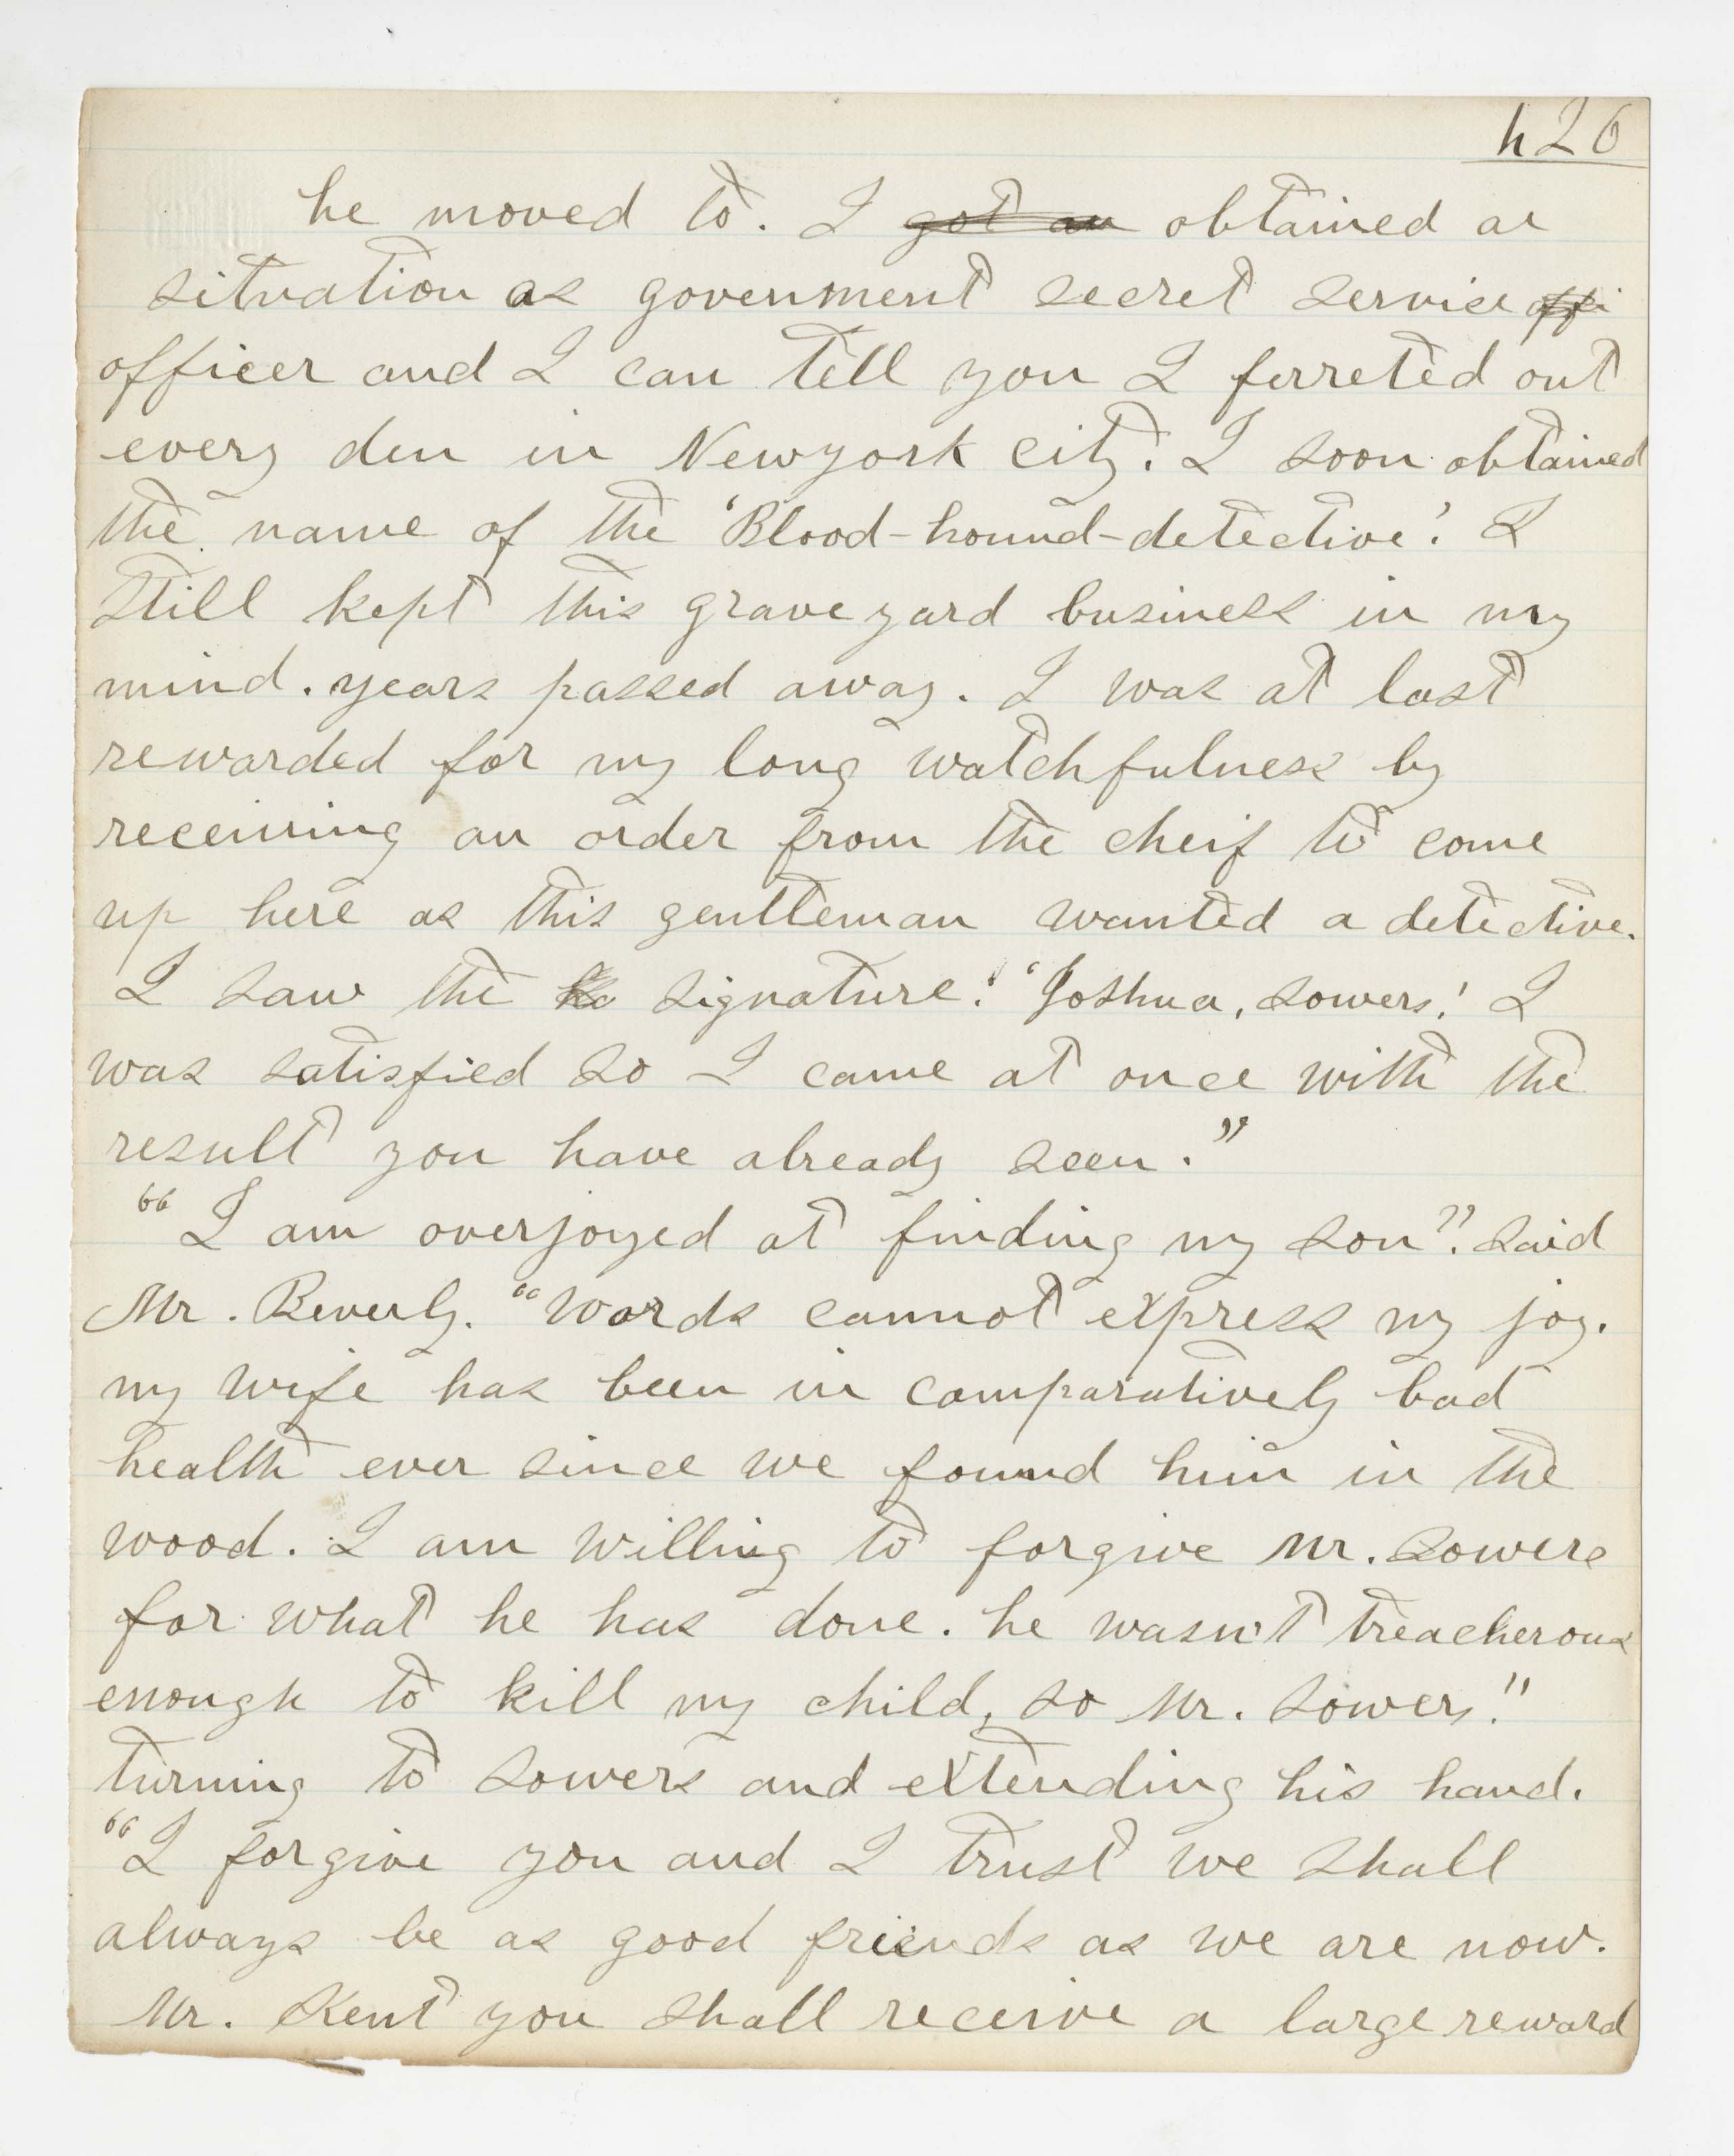 h26
he moved to. I got an obtained a
situation as govenment secret service offi
officer and I can tell you I ferreted out
every den in Newyork city. I soon obtained
the name of the 'Blood-hound-detective'. I
still kept this grave yard business in my
mind. years passed away. I was at last
rewarded for my long watchfulness by
receiving an order from the cheif to come
up here as this gentleman wanted a detective.
I saw the signature. 'Joshua, Sowers'. I
was satisfied so I came at once with the
result you have already seen."
"I am overjoyed at finding my son". said
Mr. Beverly. "words cannot express my joy.
my wife has been in comparatively bad
health ever since we found him in the
wood. I am willing to forgive Mr. Sowers
for what he has done. he wasn't treacherous
enough to kill my child, so Mr. Sowers."
turning to Sowers and extending his hand.
"I forgive you and I trust we shall
always be as good friends as we are now.
Mr. Kent you shall receive a large reward